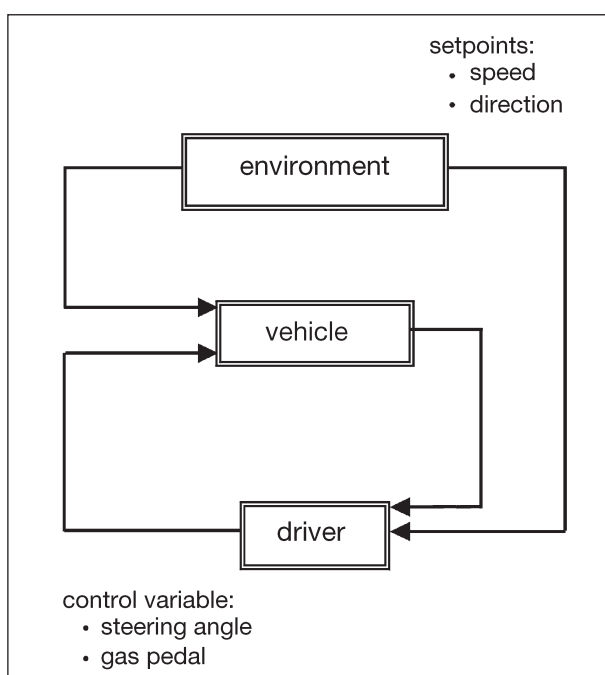 setpoints:
• speed
• direction
environment
vehicle
driver
control variable:
• steering angle
• gas pedal